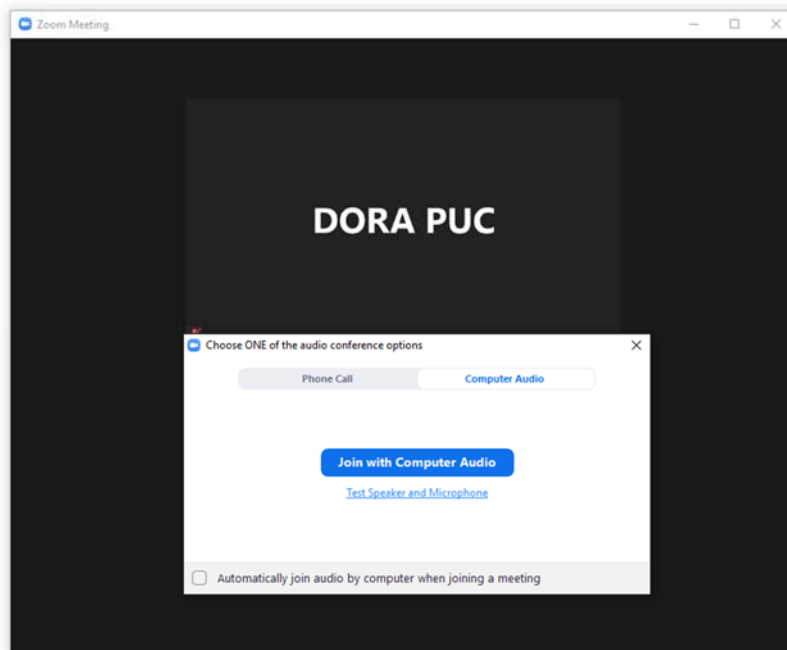 Zoom Meeting
DORA PUC
Choose ONE of the audio conference options
Phone Call
Computer Audio
Join with Computer Audio
Test Speaker and Microphone
Automatically join audio by computer when joining a meeting